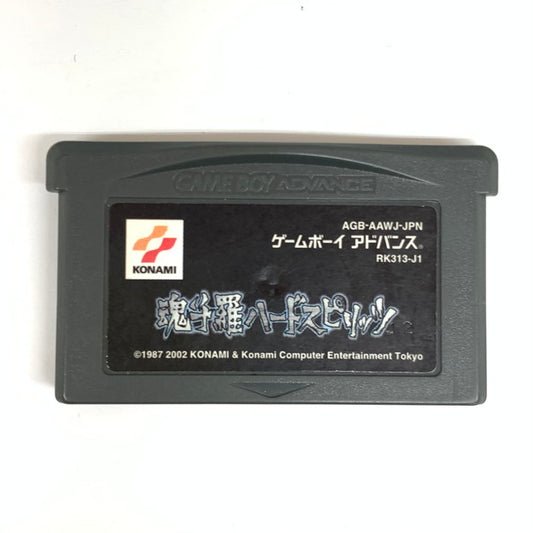 GAME BOY ADVANCE
AGB-AAWJ-JPN
ゲームボーイ アドバンス®
RK313-J1
KONAMI
魂斗羅ハードスピリッツ
©1987 2002 KONAMI & Konami Computer Entertainment Tokyo